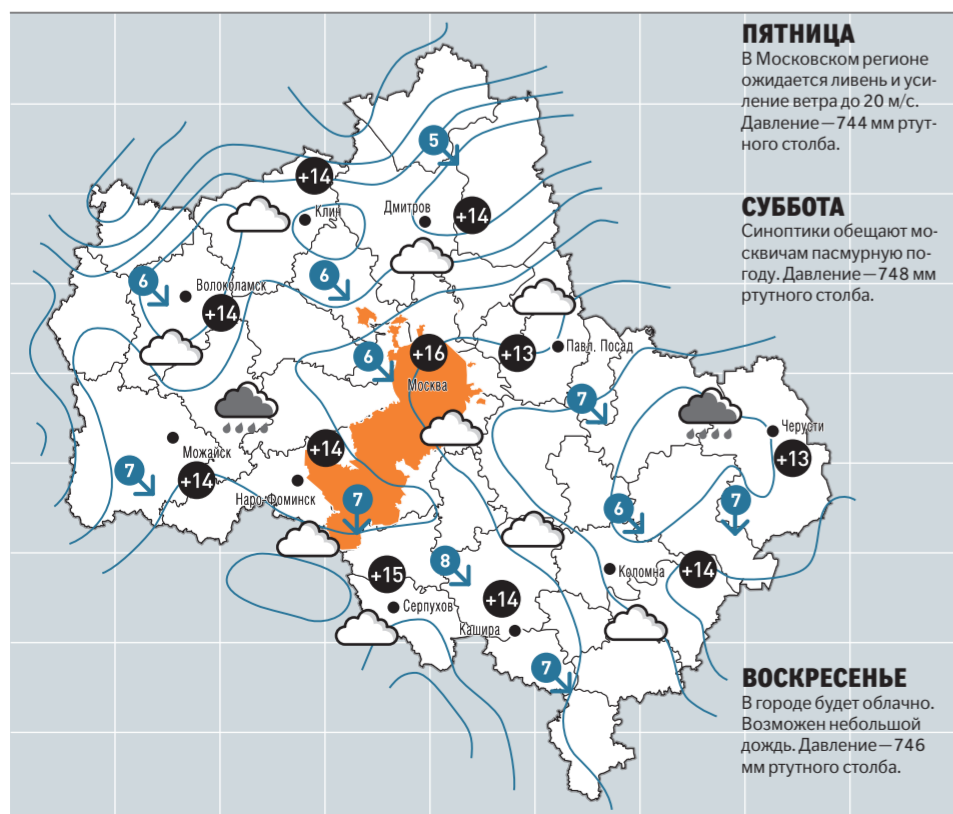 ПЯТНИЦА
В Московском регионе
ожидается ливень и уси-
ление ветра до 20 м/с.
Давление—744 мм ртут-
ного столба.
СУББОТА
Синоптики обещают мо-
сквичам пасмурную по-
году. Давление—748 мм
ртутного столба.
ВОСКРЕСЕНЬЕ
В городе будет облачно.
Возможен небольшой
дождь. Давление—746
мм ртутного столба.
5
+14
Клин
Дмитров
+14
6
Волоколамск
+14
6
6
+16
Москва
+13
Павл. Посад
7
Черусти
+13
Можайск
7
+14
+14
Наро-Фоминск
7
6
7
+15
Серпухов
8
+14
Кашира
Коломна
+14
7